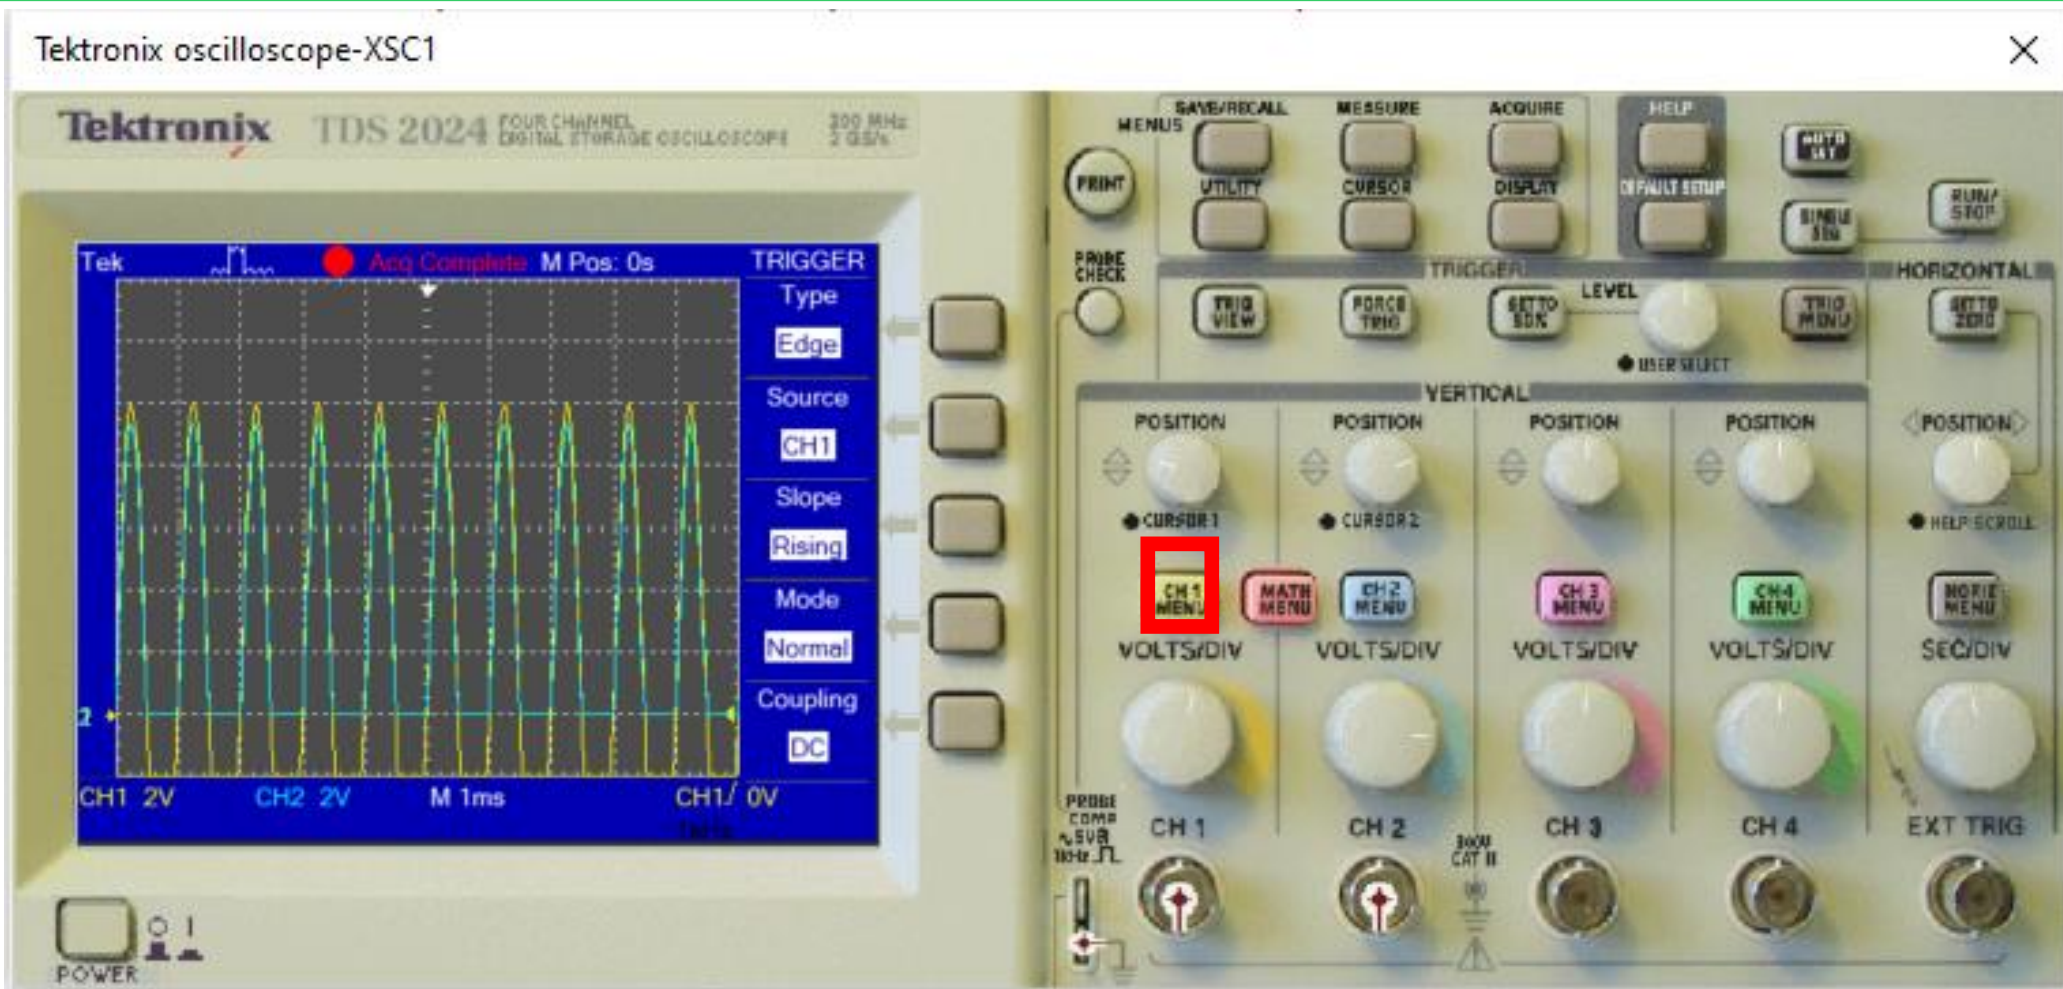 Tektronix oscilloscope-XSC1
Tektronix TDS 2024 FOUR CHANNEL 200 MHz
DIGITAL STORAGE OSCILLOSCOPE 2 GS/s
Tek Acq Complete M Pos: 0s TRIGGER
Type
Edge
Source
CH1
Slope
Rising
Mode
Normal
Coupling
DC
2
CH1 2V CH2 2V M 1ms CH1/ 0V
POWER
SAVE/RECALL MEASURE ACQUIRE HELP
MENUS
PRINT
UTILITY CURSOR DISPLAY DEFAULT SETUP
AUTO
SET
SINGLE
SEQ
RUN/
STOP
PROBE
CHECK
TRIGGER
TRIG
VIEW
FORCE
TRIG
SET TO
50%
LEVEL
USER SELECT
TRIG
MENU
HORIZONTAL
SET TO
ZERO
VERTICAL
POSITION POSITION POSITION POSITION POSITION
CURSOR 1 CURSOR 2 HELP SCROLL
CH 1
MENU
MATH
MENU
CH 2
MENU
CH 3
MENU
CH 4
MENU
HORIZ
MENU
VOLTS/DIV VOLTS/DIV VOLTS/DIV VOLTS/DIV SEC/DIV
PROBE
COMP
~5V@
1kHz
CH 1 CH 2 CH 3 CH 4 EXT TRIG
300V
CAT II